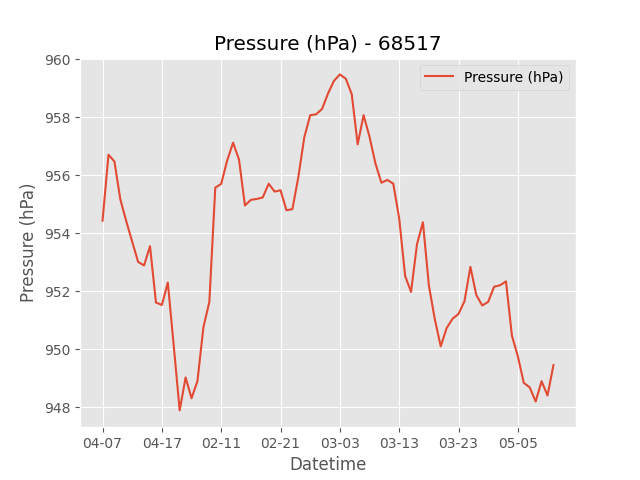 Pressure (hPa) - 68517
Pressure (hPa)
960
958
956
954
952
950
948
Pressure (hPa)
04-07 04-17 02-11 02-21 03-03 03-13 03-23 05-05
Datetime